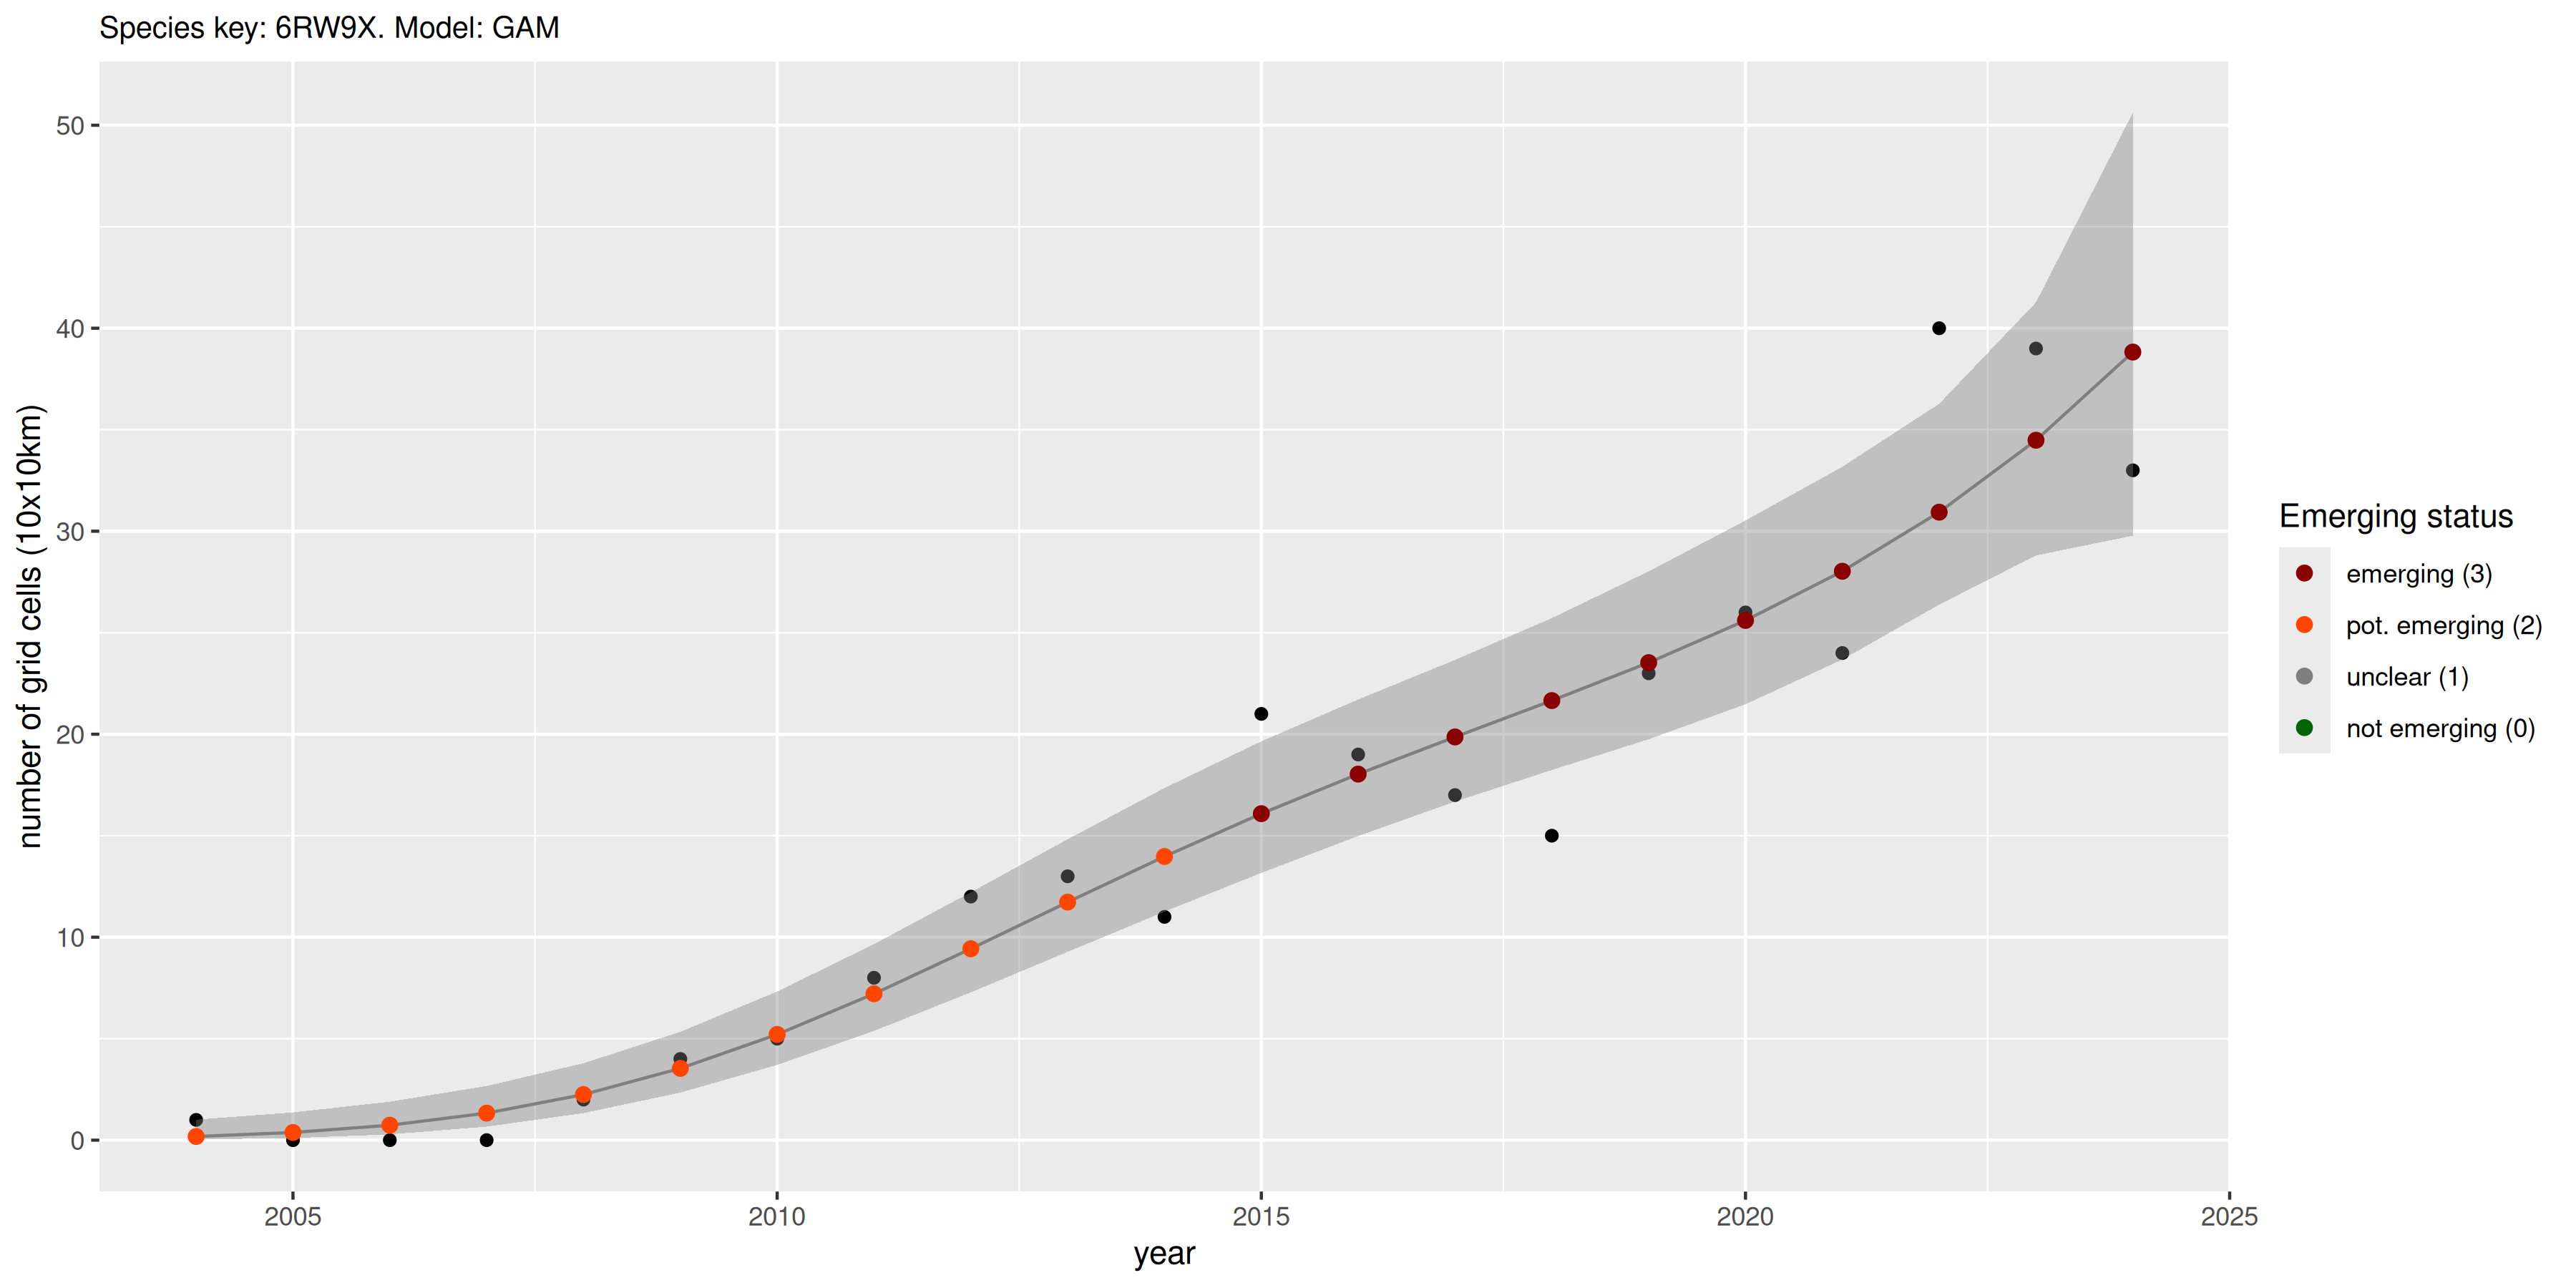 Species key: 6RW9X. Model: GAM
50
40
30
20
10
0
number of grid cells (10x10km)
2005 2010 2015 2020 2025
year
Emerging status
emerging (3)
pot. emerging (2)
unclear (1)
not emerging (0)